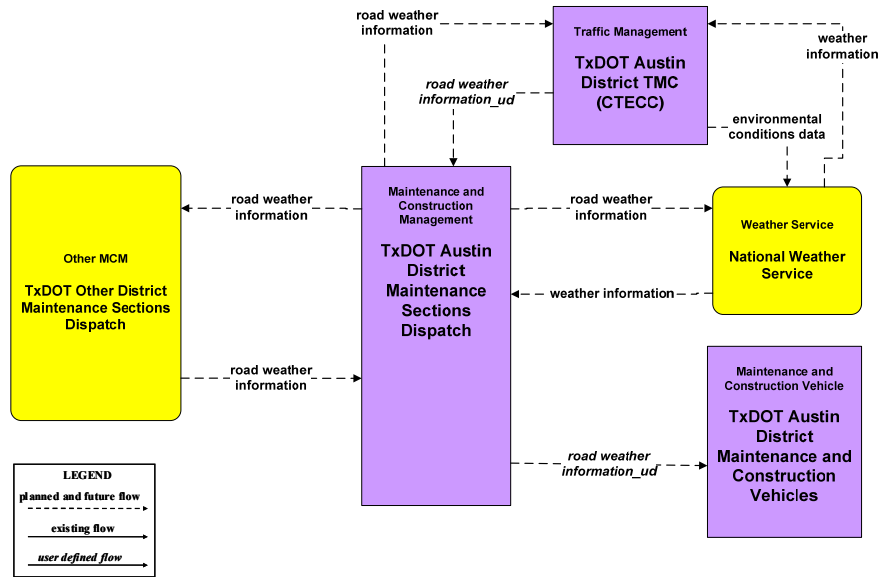 road weather
information
Traffic Management
TxDOT Austin
District TMC
(CTECC)
weather
information
road weather
information_ud
environmental
conditions data
Other MCM
TxDOT Other District
Maintenance Sections
Dispatch
road weather
information
Maintenance and
Construction
Management
TxDOT Austin
District
Maintenance
Sections
Dispatch
road weather
information
Weather Service
National Weather
Service
weather information
road weather
information
Maintenance and
Construction Vehicle
TxDOT Austin
District
Maintenance and
Construction
Vehicles
road weather
information_ud
LEGEND
planned and future flow
existing flow
user defined flow